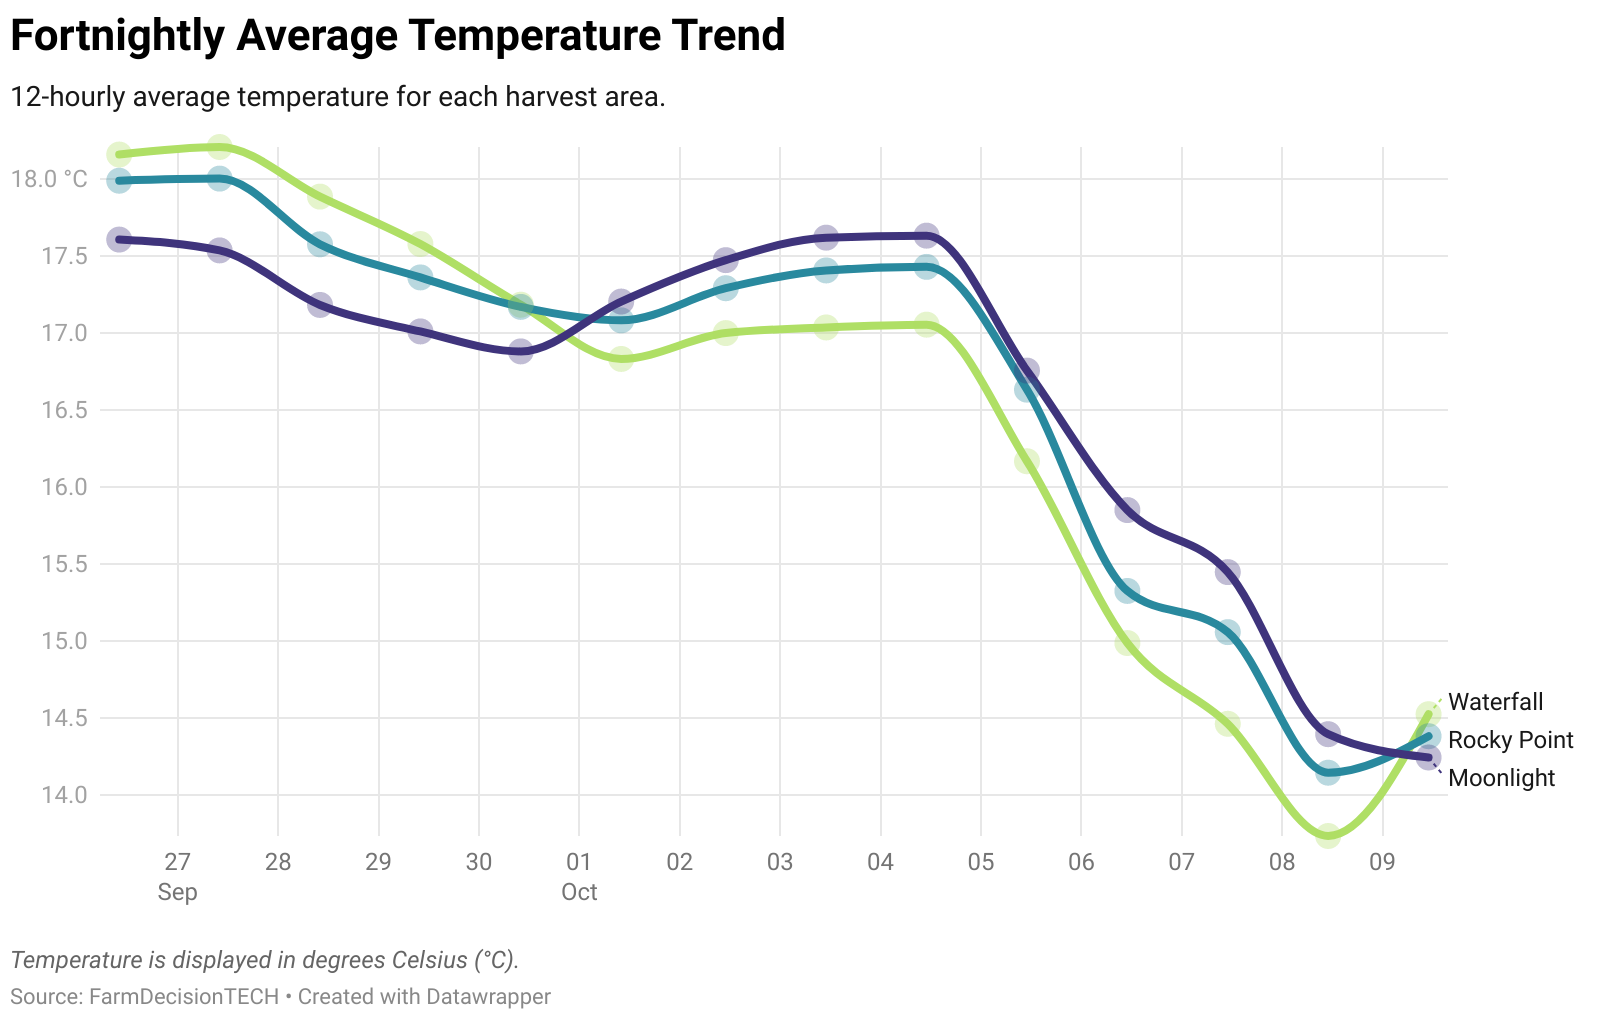 Fortnightly Average Temperature Trend
12-hourly average temperature for each harvest area.
18.0 °C
17.5
17.0
16.5
16.0
15.5
15.0
14.5
14.0
Waterfall
Rocky Point
Moonlight
27 28 29 30 01 02 03 04 05 06 07 08 09
Sep Oct
Temperature is displayed in degrees Celsius (°C).
Source: FarmDecisionTECH • Created with Datawrapper